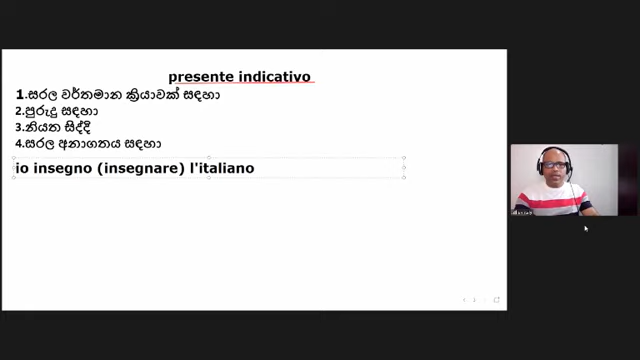 presente indicativo
1.සරල වර්තමාන ක්‍රියාවක් සඳහා
2.පුරුදු සඳහා
3.නියත සිද්දි
4.සරල අනාගතය සඳහා
io insegno (insegnare) l'italiano